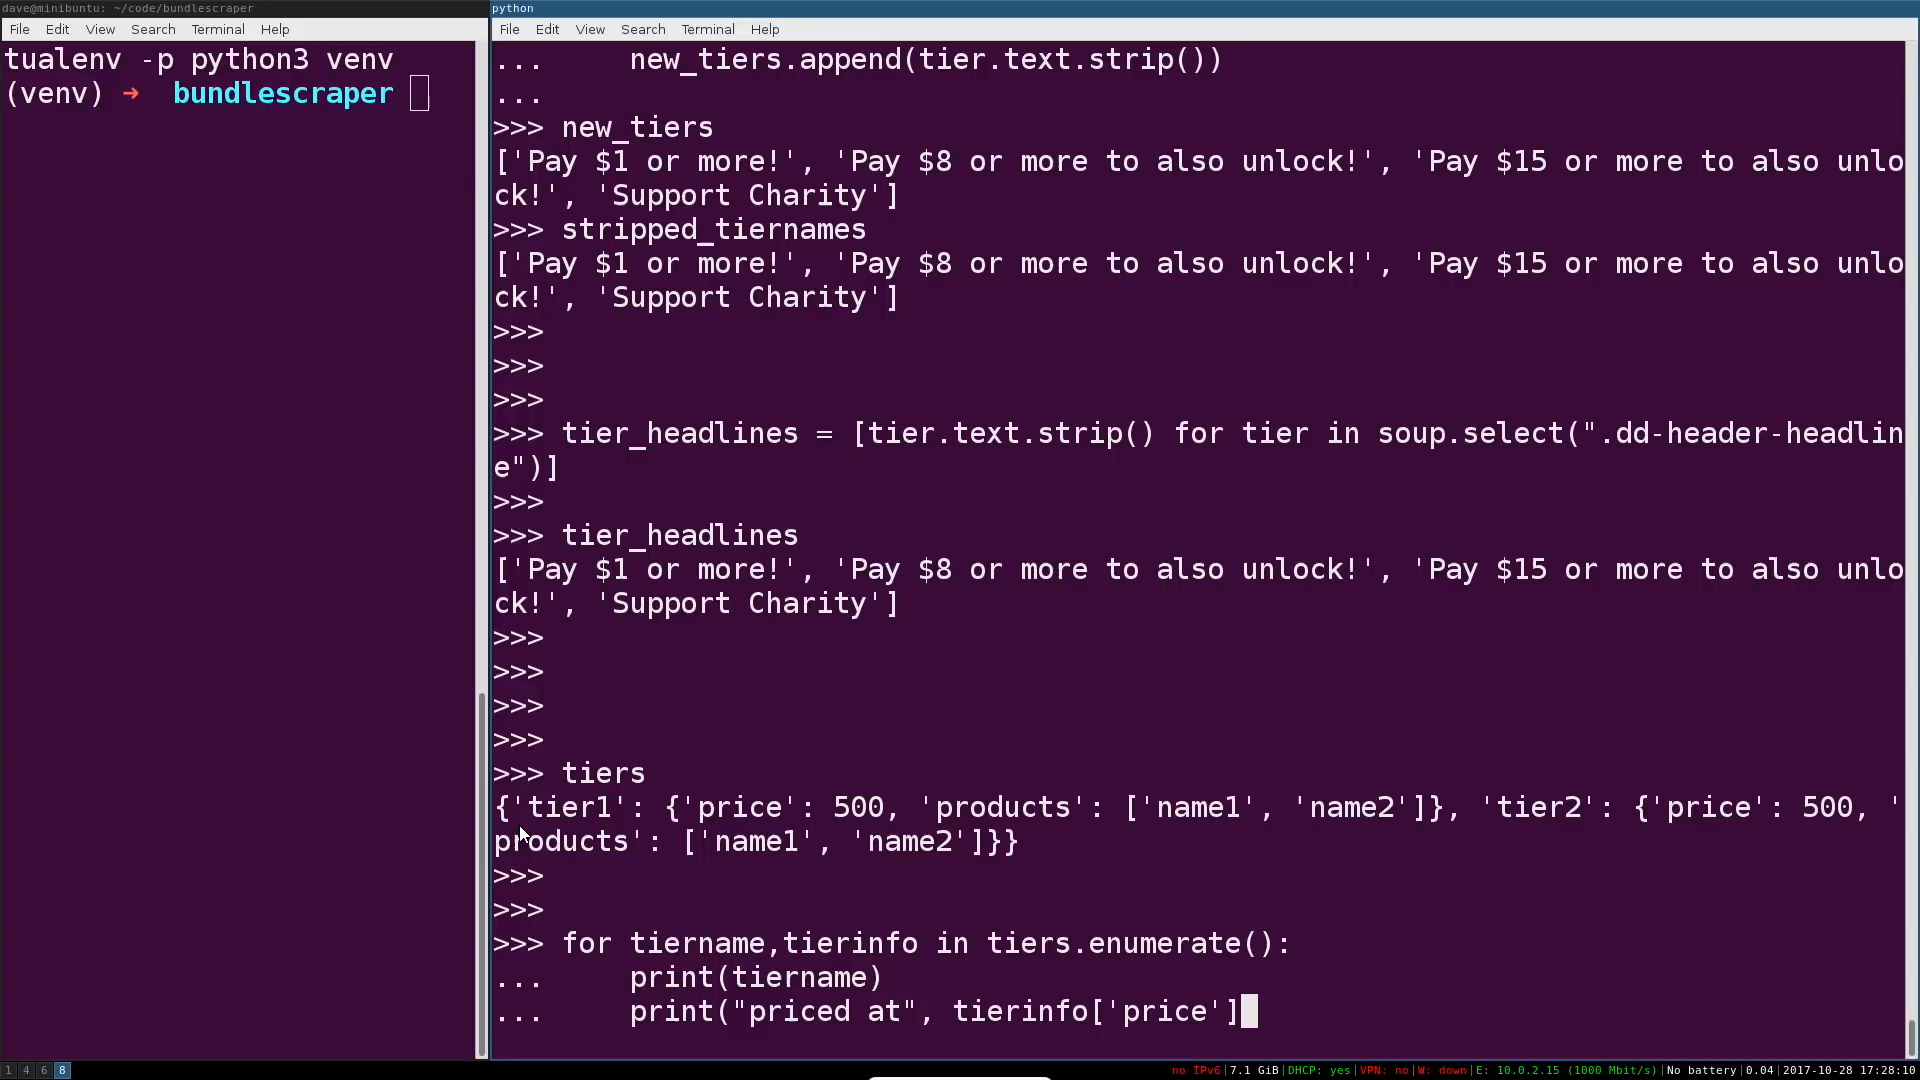 dave@minibuntu: ~/code/bundlescraper
File Edit View Search Terminal Help
tualenv -p python3 venv
(venv) ➜ bundlescraper
python
File Edit View Search Terminal Help
...     new_tiers.append(tier.text.strip())
...
>>> new_tiers
['Pay $1 or more!', 'Pay $8 or more to also unlock!', 'Pay $15 or more to also unlo
ck!', 'Support Charity']
>>> stripped_tiernames
['Pay $1 or more!', 'Pay $8 or more to also unlock!', 'Pay $15 or more to also unlo
ck!', 'Support Charity']
>>>
>>>
>>>
>>> tier_headlines = [tier.text.strip() for tier in soup.select(".dd-header-headlin
e")]
>>>
>>> tier_headlines
['Pay $1 or more!', 'Pay $8 or more to also unlock!', 'Pay $15 or more to also unlo
ck!', 'Support Charity']
>>>
>>>
>>>
>>>
>>> tiers
{'tier1': {'price': 500, 'products': ['name1', 'name2']}, 'tier2': {'price': 500, '
products': ['name1', 'name2']}}
>>>
>>>
>>> for tiername,tierinfo in tiers.enumerate():
...     print(tiername)
...     print("priced at", tierinfo['price']
1 4 6 8
no IPv6|7.1 GiB|DHCP: yes|VPN: no|W: down|E: 10.0.2.15 (1000 Mbit/s)|No battery|0.04|2017-10-28 17:28:10